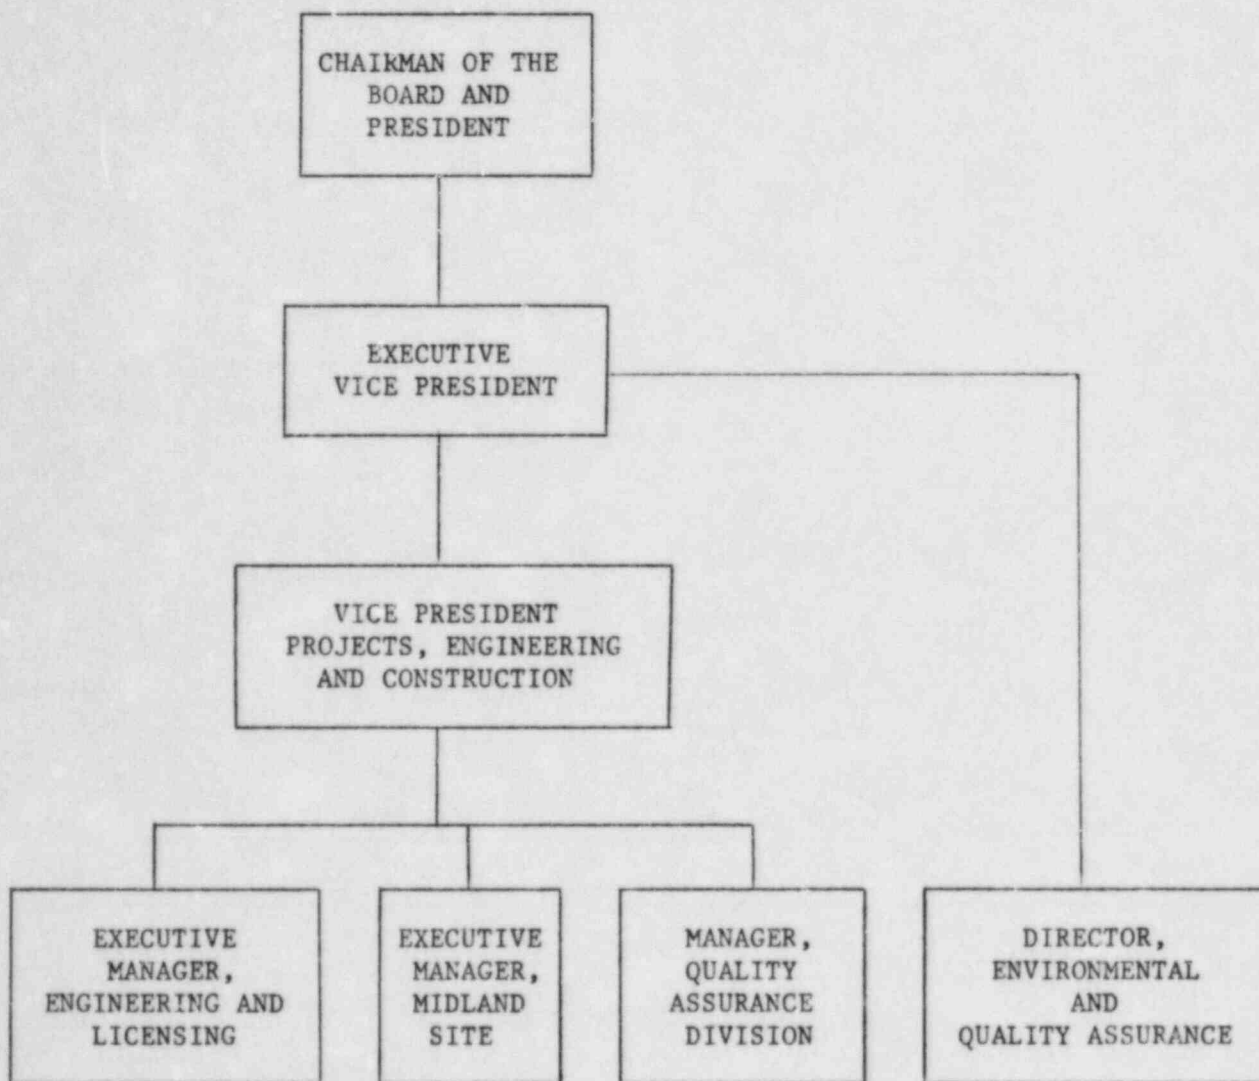 CHAIRMAN OF THE
BOARD AND
PRESIDENT
EXECUTIVE
VICE PRESIDENT
VICE PRESIDENT
PROJECTS, ENGINEERING
AND CONSTRUCTION
EXECUTIVE
MANAGER,
ENGINEERING AND
LICENSING
EXECUTIVE
MANAGER,
MIDLAND
SITE
MANAGER,
QUALITY
ASSURANCE
DIVISION
DIRECTOR,
ENVIRONMENTAL
AND
QUALITY ASSURANCE